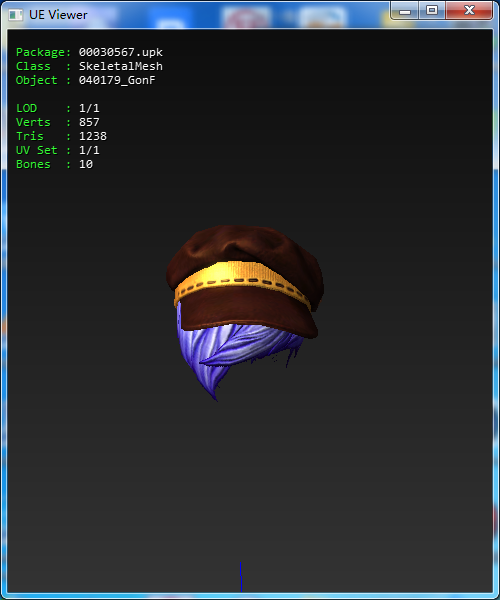 UE Viewer
Package: 00030567.upk
Class  : SkeletalMesh
Object : 040179_GonF
LOD    : 1/1
Verts  : 857
Tris   : 1238
UV Set : 1/1
Bones  : 10